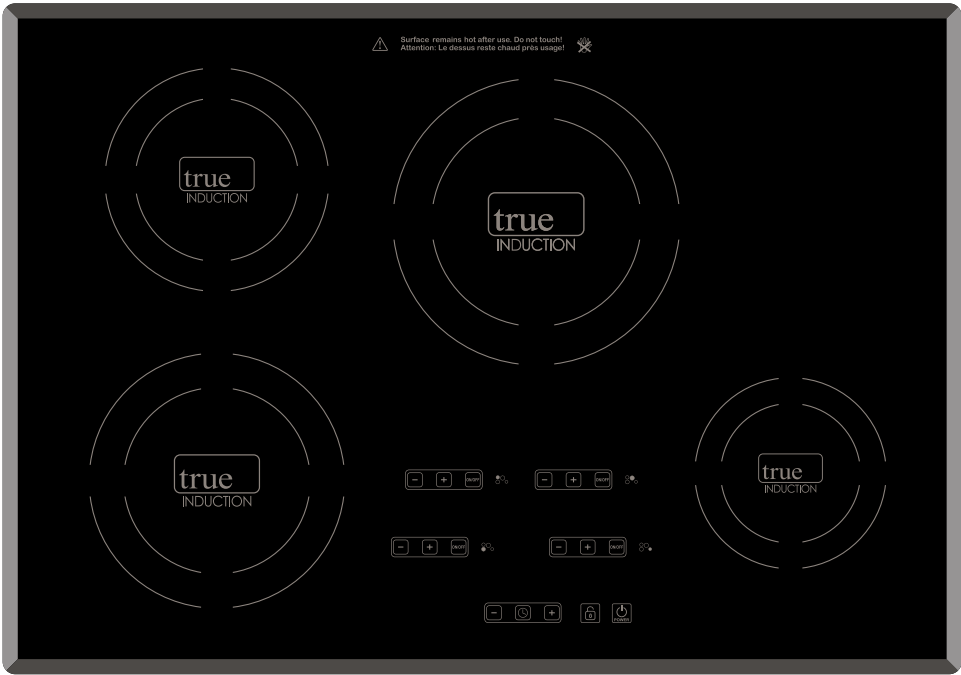 Surface remains hot after use. Do not touch!
Attention: Le dessus reste chaud près usage!
true
INDUCTION
true
INDUCTION
true
INDUCTION
true
INDUCTION
− + ON/OFF
− + ON/OFF
− + ON/OFF
− + ON/OFF
− +
POWER